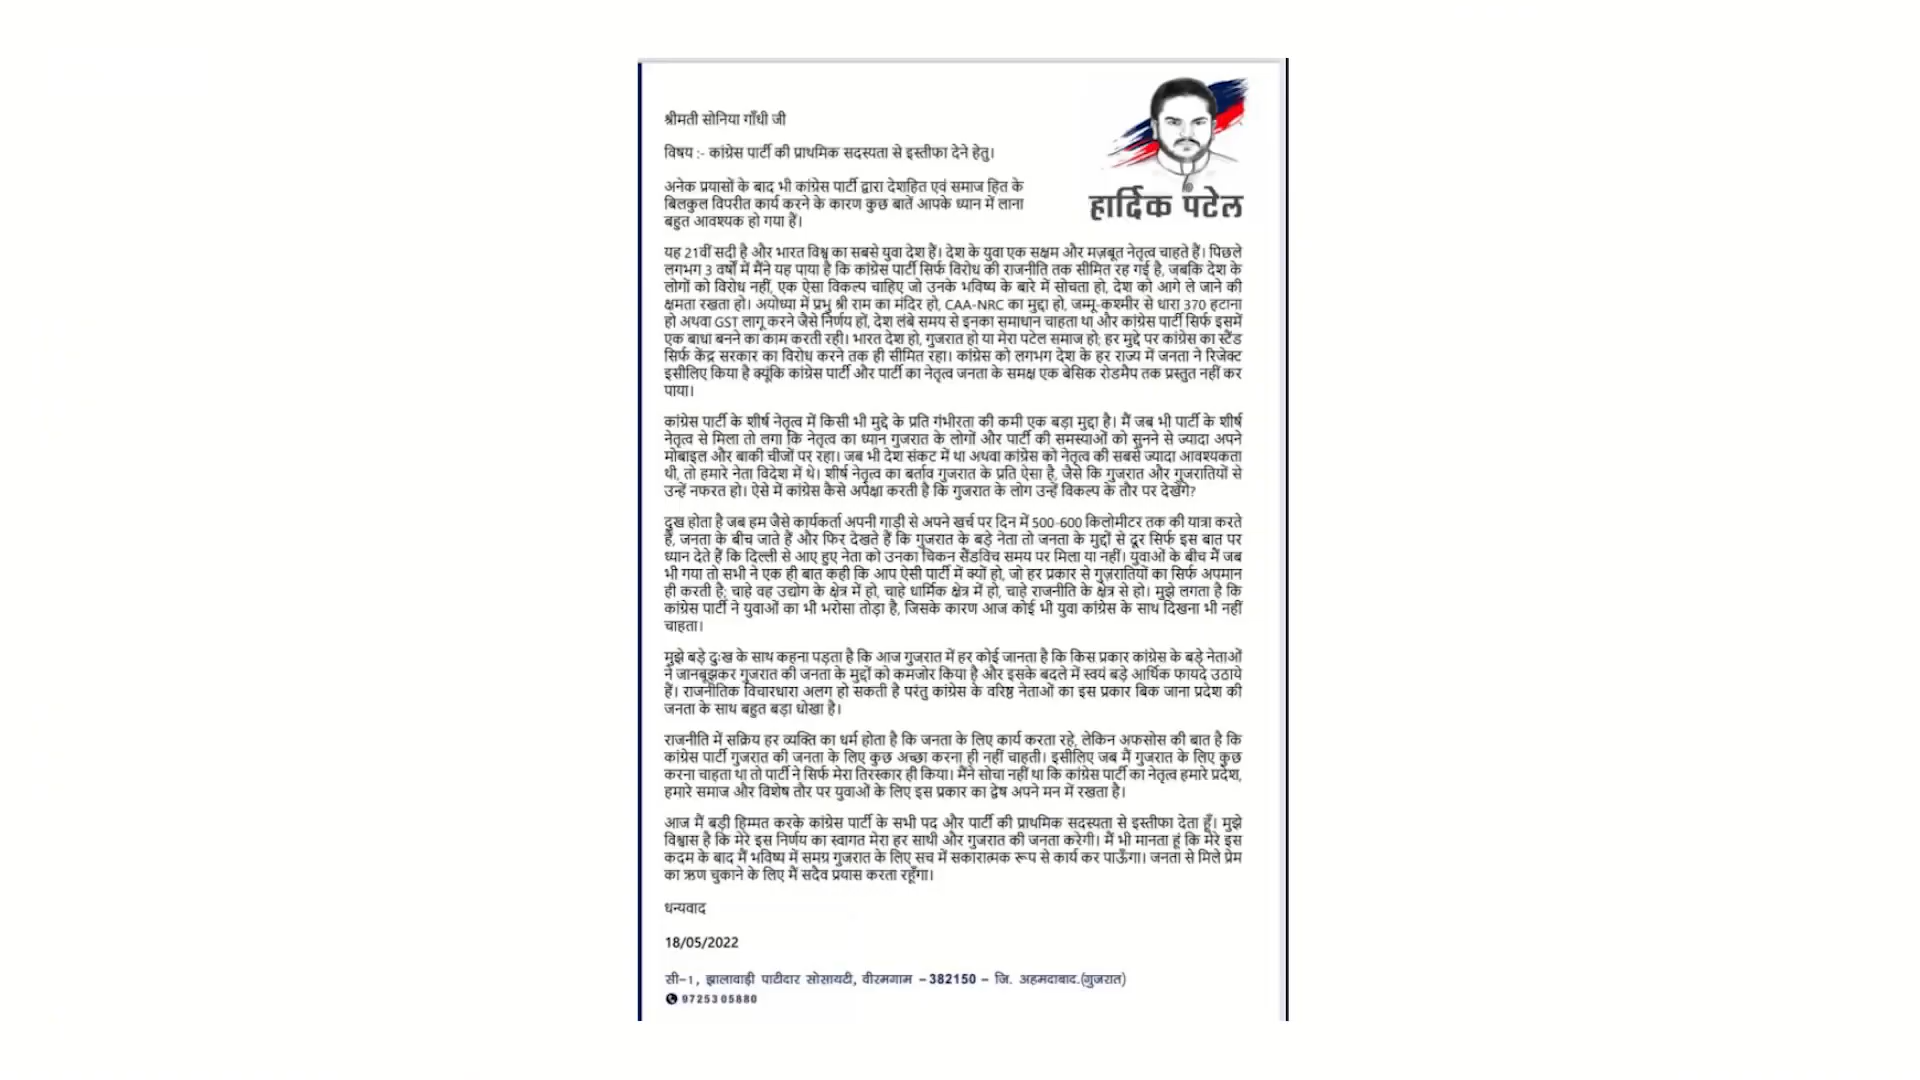 श्रीमती सोनिया गाँधी जी
विषय :- कांग्रेस पार्टी की प्राथमिक सदस्यता से इस्तीफा देने हेतु।
हार्दिक पटेल
अनेक प्रयासों के बाद भी कांग्रेस पार्टी द्वारा देशहित एवं समाज हित के
बिलकुल विपरीत कार्य करने के कारण कुछ बातें आपके ध्यान में लाना
बहुत आवश्यक हो गया हैं।
यह 21वीं सदी है और भारत विश्व का सबसे युवा देश हैं। देश के युवा एक सक्षम और मज़बूत नेतृत्व चाहते हैं। पिछले
लगभग 3 वर्षों में मैंने यह पाया है कि कांग्रेस पार्टी सिर्फ विरोध की राजनीति तक सीमित रह गई है, जबकि देश के
लोगों को विरोध नहीं, एक ऐसा विकल्प चाहिए जो उनके भविष्य के बारे में सोचता हो, देश को आगे ले जाने की
क्षमता रखता हो। अयोध्या में प्रभु श्री राम का मंदिर हो, CAA-NRC का मुद्दा हो, जम्मू-कश्मीर से धारा 370 हटाना
हो अथवा GST लागू करने जैसे निर्णय हों, देश लंबे समय से इनका समाधान चाहता था और कांग्रेस पार्टी सिर्फ इसमें
एक बाधा बनने का काम करती रही। भारत देश हो, गुजरात हो या मेरा पटेल समाज हो; हर मुद्दे पर कांग्रेस का स्टैंड
सिर्फ केंद्र सरकार का विरोध करने तक ही सीमित रहा। कांग्रेस को लगभग देश के हर राज्य में जनता ने रिजेक्ट
इसीलिए किया है क्यूंकि कांग्रेस पार्टी और पार्टी का नेतृत्व जनता के समक्ष एक बेसिक रोडमैप तक प्रस्तुत नहीं कर
पाया।
कांग्रेस पार्टी के शीर्ष नेतृत्व में किसी भी मुद्दे के प्रति गंभीरता की कमी एक बड़ा मुद्दा है। मैं जब भी पार्टी के शीर्ष
नेतृत्व से मिला तो लगा कि नेतृत्व का ध्यान गुजरात के लोगों और पार्टी की समस्याओं को सुनने से ज्यादा अपने
मोबाइल और बाकी चीजों पर रहा। जब भी देश संकट में था अथवा कांग्रेस को नेतृत्व की सबसे ज्यादा आवश्यकता
थी, तो हमारे नेता विदेश में थे। शीर्ष नेतृत्व का बर्ताव गुजरात के प्रति ऐसा है, जैसे कि गुजरात और गुजरातियों से
उन्हें नफरत हो। ऐसे में कांग्रेस कैसे अपेक्षा करती है कि गुजरात के लोग उन्हें विकल्प के तौर पर देखेंगे?
दुख होता है जब हम जैसे कार्यकर्ता अपनी गाड़ी से अपने खर्च पर दिन में 500-600 किलोमीटर तक की यात्रा करते
हैं, जनता के बीच जाते हैं और फिर देखते हैं कि गुजरात के बड़े नेता तो जनता के मुद्दों से दूर सिर्फ इस बात पर
ध्यान देते हैं कि दिल्ली से आए हुए नेता को उनका चिकन सैंडविच समय पर मिला या नहीं। युवाओं के बीच मैं जब
भी गया तो सभी ने एक ही बात कही कि आप ऐसी पार्टी में क्यों हो, जो हर प्रकार से गुजरातियों का सिर्फ अपमान
ही करती है; चाहे वह उद्योग के क्षेत्र में हो, चाहे धार्मिक क्षेत्र में हो, चाहे राजनीति के क्षेत्र से हो। मुझे लगता है कि
कांग्रेस पार्टी ने युवाओं का भी भरोसा तोड़ा है, जिसके कारण आज कोई भी युवा कांग्रेस के साथ दिखना भी नहीं
चाहता।
मुझे बड़े दुःख के साथ कहना पड़ता है कि आज गुजरात में हर कोई जानता है कि किस प्रकार कांग्रेस के बड़े नेताओं
ने जानबूझकर गुजरात की जनता के मुद्दों को कमजोर किया है और इसके बदले में स्वयं बड़े आर्थिक फायदे उठाये
हैं। राजनीतिक विचारधारा अलग हो सकती है परंतु कांग्रेस के वरिष्ठ नेताओं का इस प्रकार बिक जाना प्रदेश की
जनता के साथ बहुत बड़ा धोखा है।
राजनीति में सक्रिय हर व्यक्ति का धर्म होता है कि जनता के लिए कार्य करता रहे, लेकिन अफसोस की बात है कि
कांग्रेस पार्टी गुजरात की जनता के लिए कुछ अच्छा करना ही नहीं चाहती। इसीलिए जब मैं गुजरात के लिए कुछ
करना चाहता था तो पार्टी ने सिर्फ मेरा तिरस्कार ही किया। मैंने सोचा नहीं था कि कांग्रेस पार्टी का नेतृत्व हमारे प्रदेश,
हमारे समाज और विशेष तौर पर युवाओं के लिए इस प्रकार का द्वेष अपने मन में रखता है।
आज मैं बड़ी हिम्मत करके कांग्रेस पार्टी के सभी पद और पार्टी की प्राथमिक सदस्यता से इस्तीफा देता हूँ। मुझे
विश्वास है कि मेरे इस निर्णय का स्वागत मेरा हर साथी और गुजरात की जनता करेगी। मैं भी मानता हूं कि मेरे इस
कदम के बाद मैं भविष्य में समग्र गुजरात के लिए सच में सकारात्मक रूप से कार्य कर पाऊँगा। जनता से मिले प्रेम
का ऋण चुकाने के लिए मैं सदैव प्रयास करता रहूँगा।
धन्यवाद
18/05/2022
सी-1, झालावाड़ी पाटीदार सोसायटी, वीरमगाम - 382150 - जि. अहमदाबाद.(गुजरात)
97253 05880